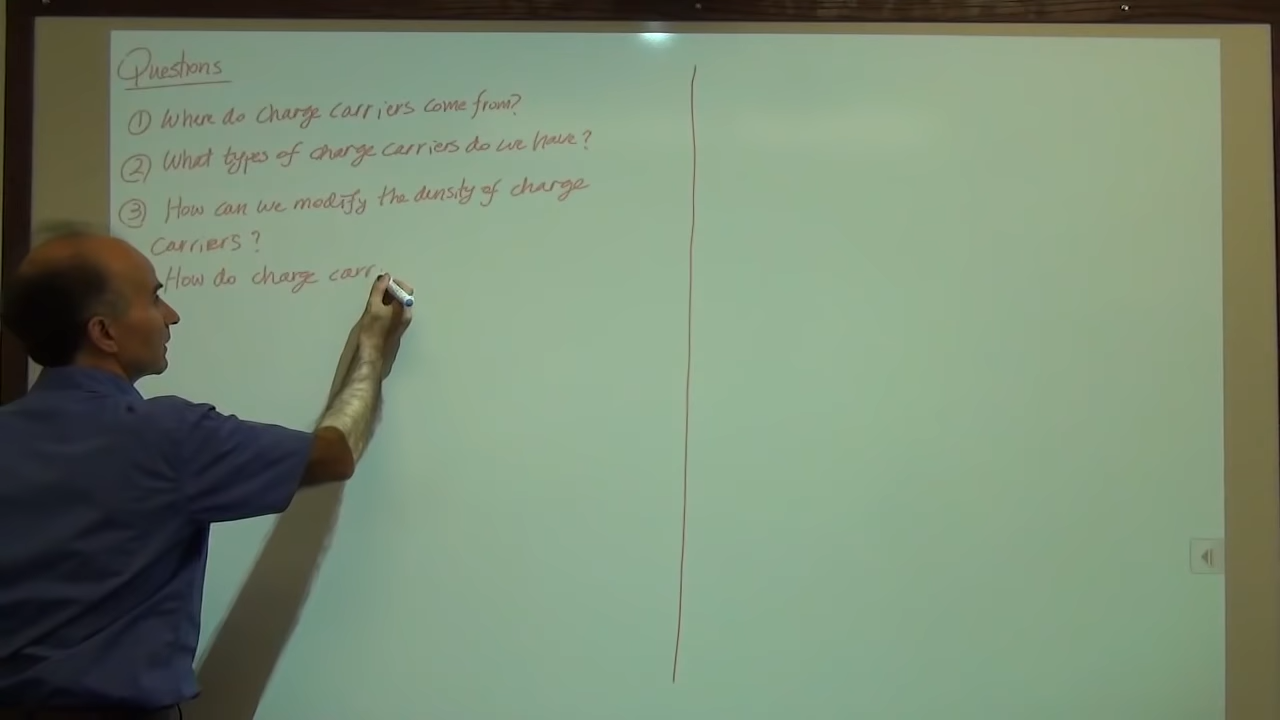 Questions
① Where do charge carriers come from?
② What types of charge carriers do we have?
③ How can we modify the density of charge
carriers?
How do charge carri